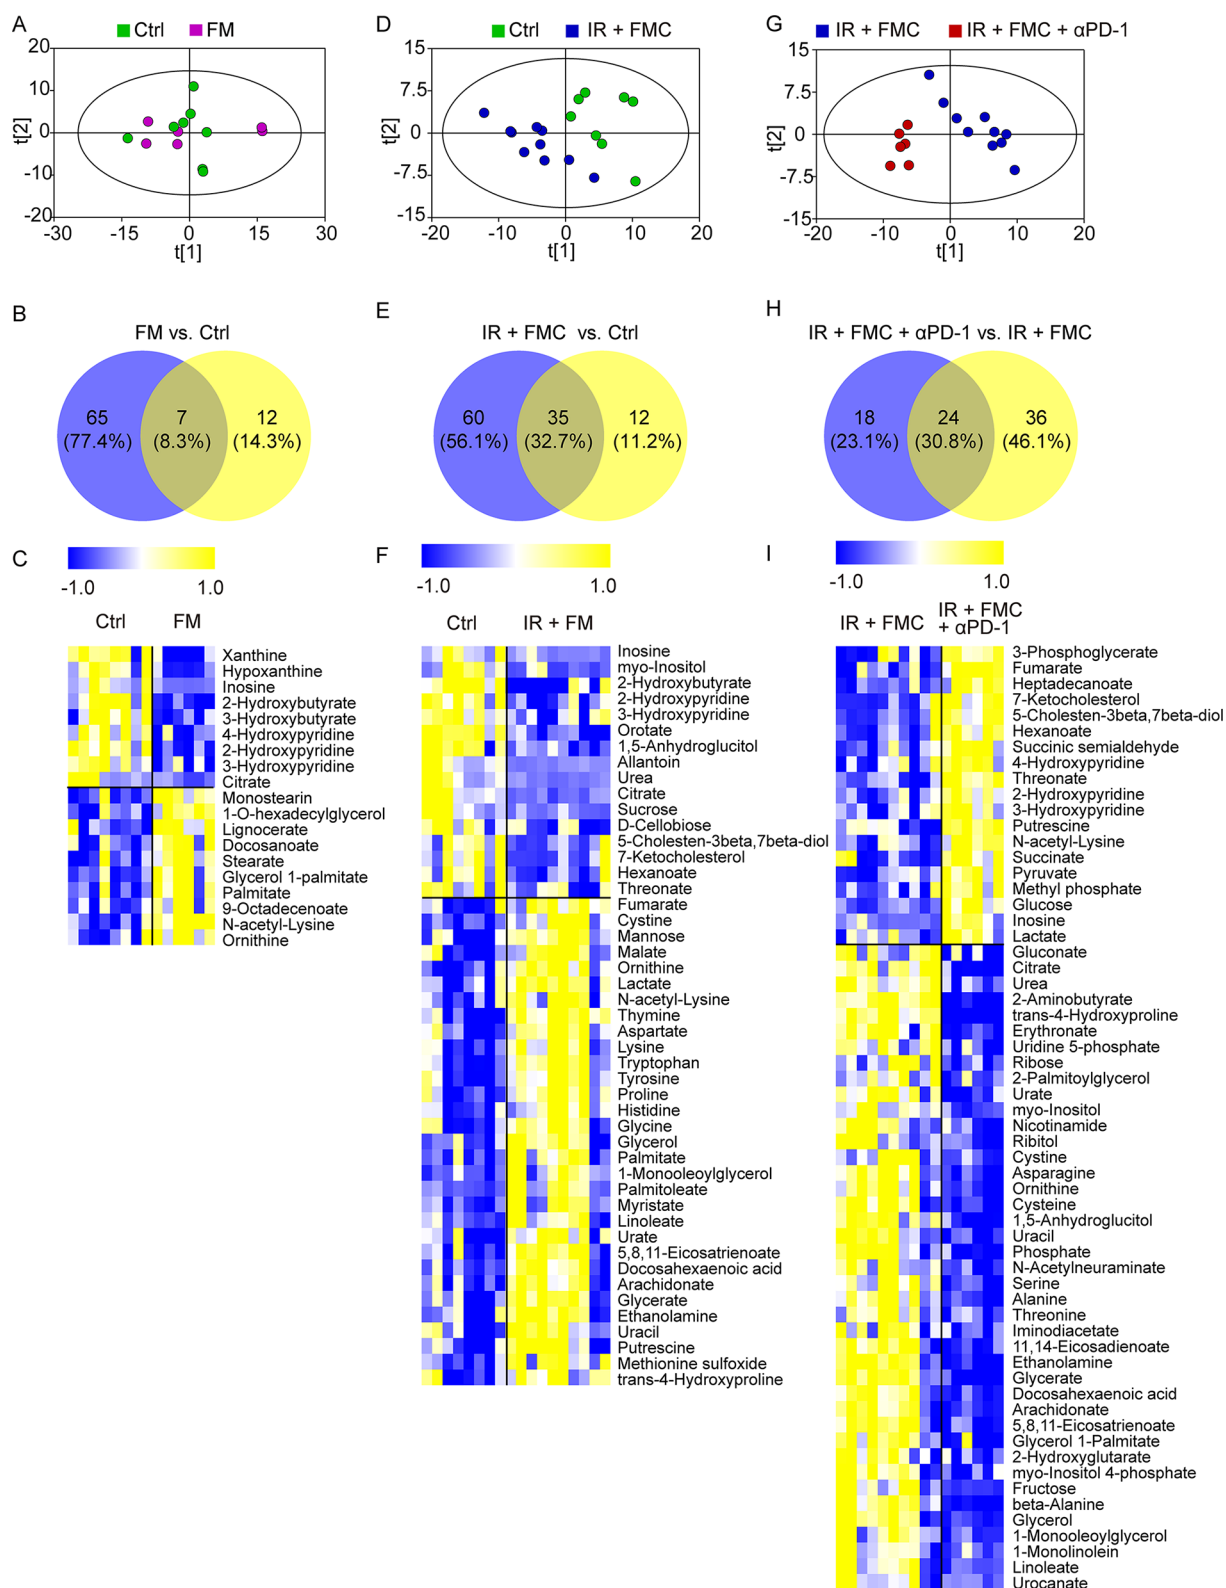 A
Ctrl
FM
20
10
0
-10
-20
t[2]
-30
-15
0
15
30
t[1]
D
Ctrl
IR + FMC
15
7.5
0
-7.5
-15
t[2]
-20
-10
0
10
20
t[1]
G
IR + FMC
IR + FMC + αPD-1
15
7.5
0
-7.5
-15
t[2]
-20
-10
0
10
20
t[1]
B
FM vs. Ctrl
65
(77.4%)
7
(8.3%)
12
(14.3%)
E
IR + FMC vs. Ctrl
60
(56.1%)
35
(32.7%)
12
(11.2%)
H
IR + FMC + αPD-1 vs. IR + FMC
18
(23.1%)
24
(30.8%)
36
(46.1%)
C
-1.0
1.0
Ctrl
FM
Xanthine
Hypoxanthine
Inosine
2-Hydroxybutyrate
3-Hydroxybutyrate
4-Hydroxypyridine
2-Hydroxypyridine
3-Hydroxypyridine
Citrate
Monostearin
1-O-hexadecylglycerol
Lignocerate
Docosanoate
Stearate
Glycerol 1-palmitate
Palmitate
9-Octadecenoate
N-acetyl-Lysine
Ornithine
F
-1.0
1.0
Ctrl
IR + FM
Inosine
myo-Inositol
2-Hydroxybutyrate
2-Hydroxypyridine
3-Hydroxypyridine
Orotate
1,5-Anhydroglucitol
Allantoin
Urea
Citrate
Sucrose
D-Cellobiose
5-Cholesten-3beta,7beta-diol
7-Ketocholesterol
Hexanoate
Threonate
Fumarate
Cystine
Mannose
Malate
Ornithine
Lactate
N-acetyl-Lysine
Thymine
Aspartate
Lysine
Tryptophan
Tyrosine
Proline
Histidine
Glycine
Glycerol
Palmitate
1-Monooleoylglycerol
Palmitoleate
Myristate
Linoleate
Urate
5,8,11-Eicosatrienoate
Docosahexaenoic acid
Arachidonate
Glycerate
Ethanolamine
Uracil
Putrescine
Methionine sulfoxide
trans-4-Hydroxyproline
I
-1.0
1.0
IR + FMC
IR + FMC
+ αPD-1
3-Phosphoglycerate
Fumarate
Heptadecanoate
7-Ketocholesterol
5-Cholesten-3beta,7beta-diol
Hexanoate
Succinic semialdehyde
4-Hydroxypyridine
Threonate
2-Hydroxypyridine
3-Hydroxypyridine
Putrescine
N-acetyl-Lysine
Succinate
Pyruvate
Methyl phosphate
Glucose
Inosine
Lactate
Gluconate
Citrate
Urea
2-Aminobutyrate
trans-4-Hydroxyproline
Erythronate
Uridine 5-phosphate
Ribose
2-Palmitoylglycerol
Urate
myo-Inositol
Nicotinamide
Ribitol
Cystine
Asparagine
Ornithine
Cysteine
1,5-Anhydroglucitol
Uracil
Phosphate
N-Acetylneuraminate
Serine
Alanine
Threonine
Iminodiacetate
11,14-Eicosadienoate
Ethanolamine
Glycerate
Docosahexaenoic acid
Arachidonate
5,8,11-Eicosatrienoate
Glycerol 1-Palmitate
2-Hydroxyglutarate
myo-Inositol 4-phosphate
Fructose
beta-Alanine
Glycerol
1-Monooleoylglycerol
1-Monolinolein
Linoleate
Urocanate